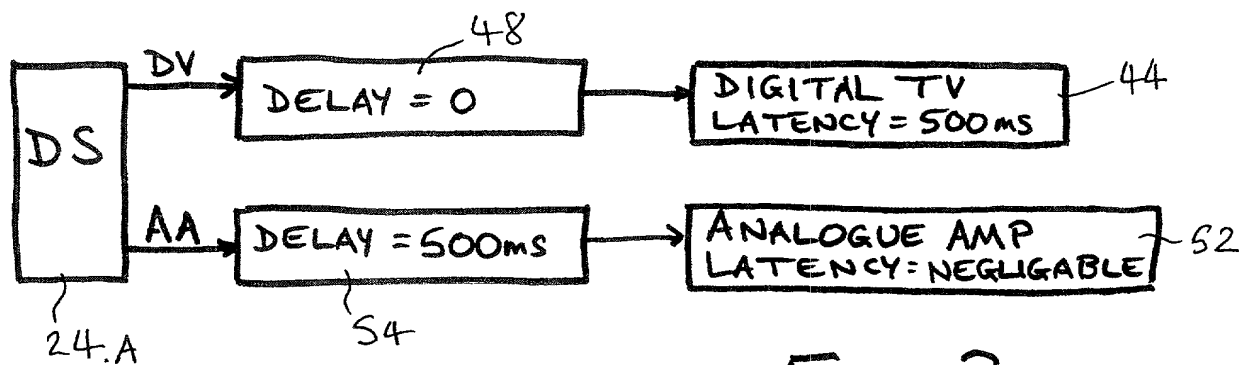 48
DV
DELAY = 0
DIGITAL TV
LATENCY = 500ms
44
DS
AA
DELAY = 500ms
ANALOGUE AMP
LATENCY = NEGLIGABLE
52
24.A
54